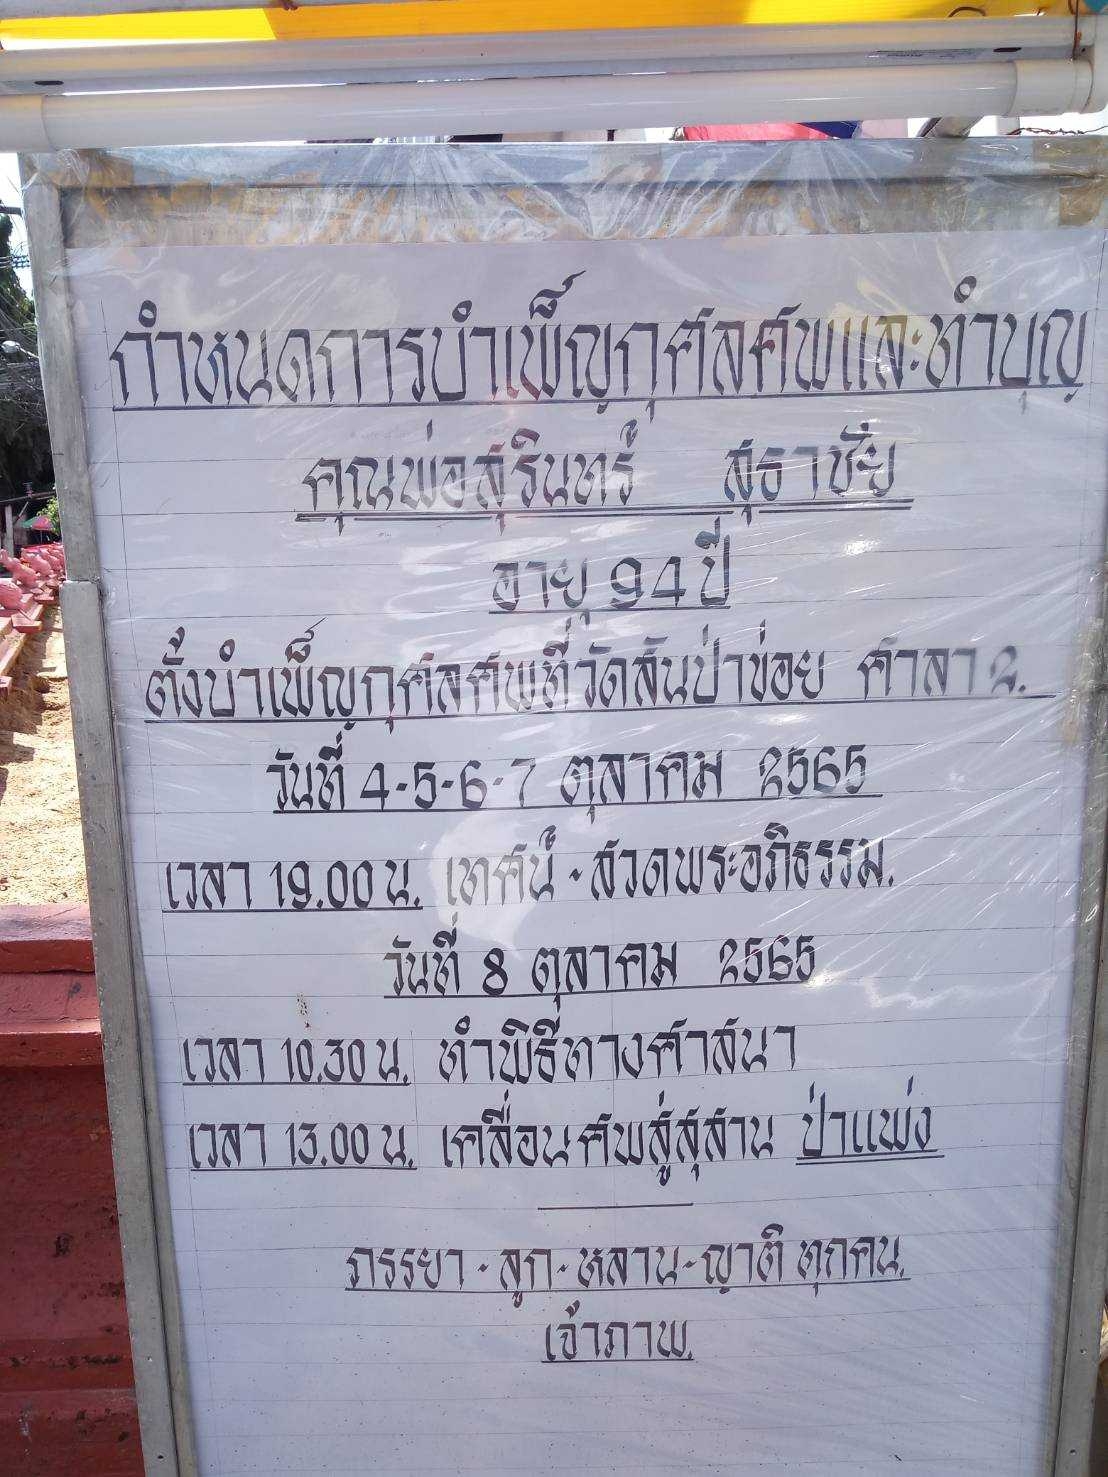 กำหนดการบำเพ็ญกุศลศพและทำบุญ
คุณพ่อสุรินทร์ สุธาชัย
อายุ 94 ปี
ตั้งบำเพ็ญกุศลศพที่วัดสันป่าข่อย ศาลา 2.
วันที่ 4-5-6-7 ตุลาคม 2565
เวลา 19.00 น. เทศน์ - สวดพระอภิธรรม.
วันที่ 8 ตุลาคม 2565
เวลา 10.30 น. ทำพิธีทางศาสนา
เวลา 13.00 น. เคลื่อนศพสู่สุสาน ป่าแพ่ง
ภรรยา - ลูก - หลาน - ญาติ ทุกคน.
เจ้าภาพ.